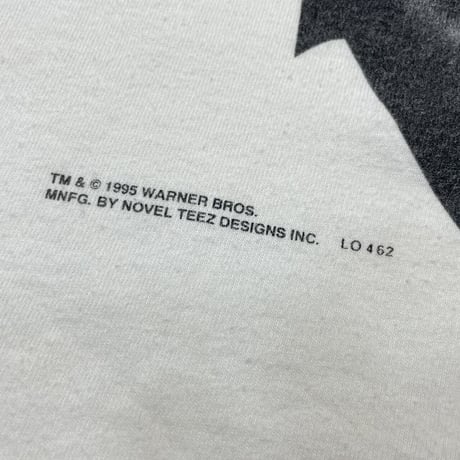 TM & © 1995 WARNER BROS.
MNFG. BY NOVEL TEEZ DESIGNS INC. LO 462